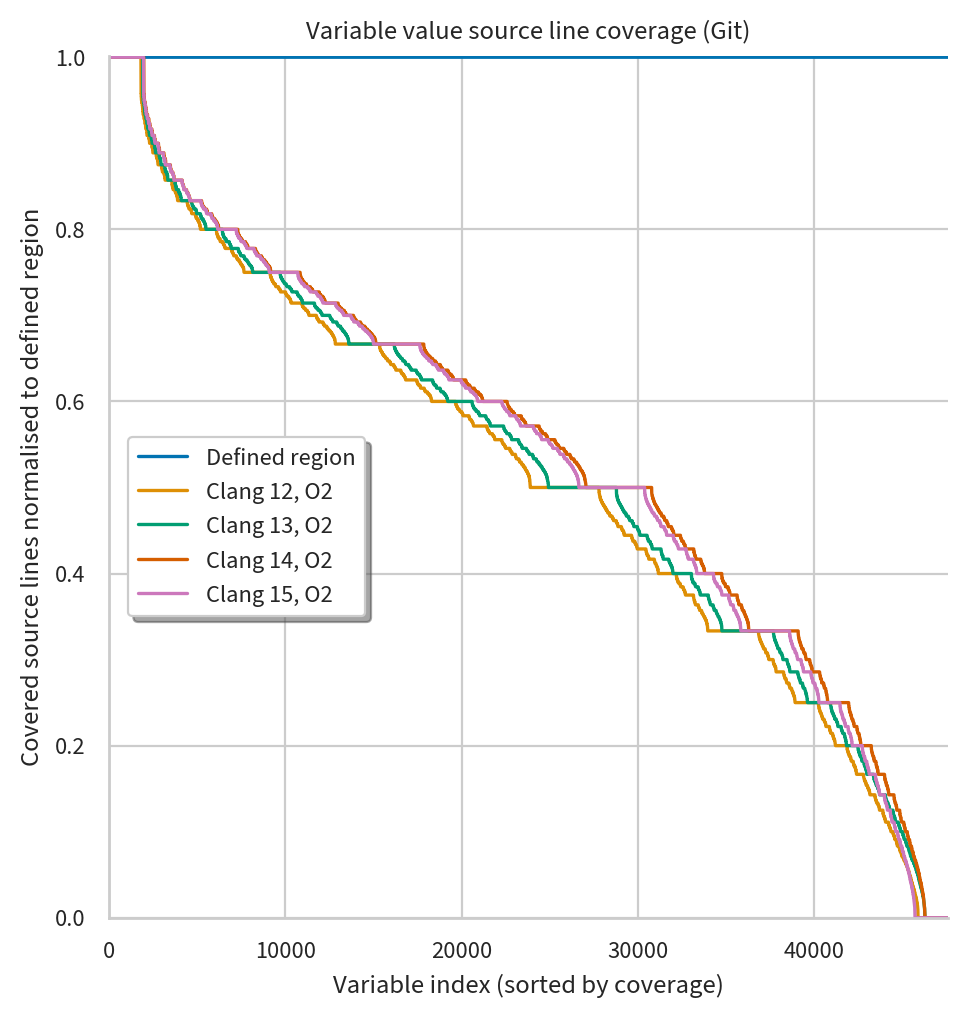 Variable value source line coverage (Git)
Covered source lines normalised to defined region
1.0
0.8
0.6
0.4
0.2
0.0
Defined region
Clang 12, O2
Clang 13, O2
Clang 14, O2
Clang 15, O2
0 10000 20000 30000 40000
Variable index (sorted by coverage)